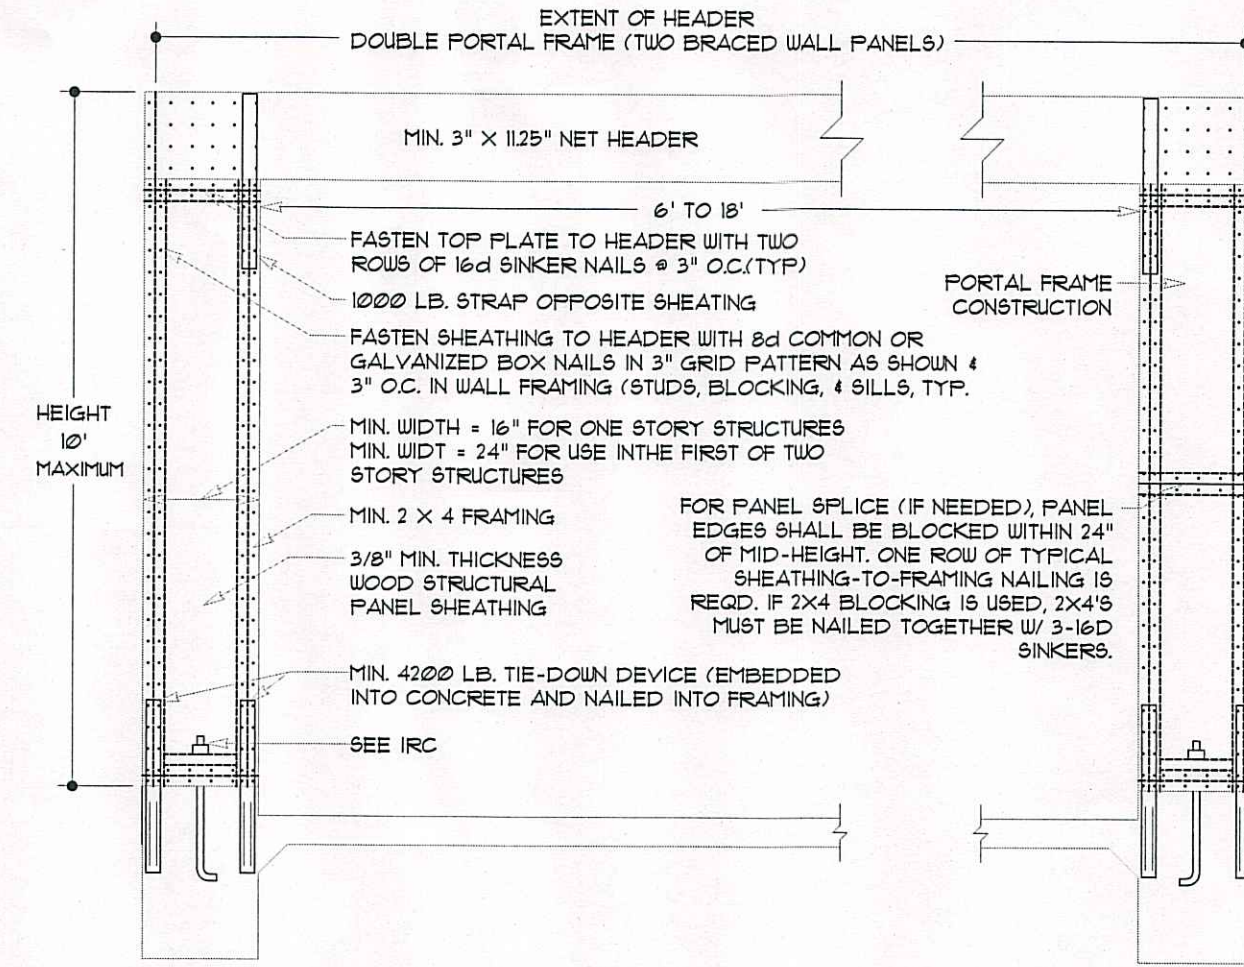 EXTENT OF HEADER
DOUBLE PORTAL FRAME (TWO BRACED WALL PANELS)
MIN. 3" X 11.25" NET HEADER
6' TO 18'
FASTEN TOP PLATE TO HEADER WITH TWO
ROWS OF 16d SINKER NAILS @ 3" O.C.(TYP)
1000 LB. STRAP OPPOSITE SHEATING
FASTEN SHEATHING TO HEADER WITH 8d COMMON OR
GALVANIZED BOX NAILS IN 3" GRID PATTERN AS SHOWN &
3" O.C. IN WALL FRAMING (STUDS, BLOCKING, & SILLS, TYP.
PORTAL FRAME
CONSTRUCTION
HEIGHT
10'
MAXIMUM
MIN. WIDTH = 16" FOR ONE STORY STRUCTURES
MIN. WIDT = 24" FOR USE INTHE FIRST OF TWO
STORY STRUCTURES
MIN. 2 X 4 FRAMING
3/8" MIN. THICKNESS
WOOD STRUCTURAL
PANEL SHEATHING
FOR PANEL SPLICE (IF NEEDED), PANEL
EDGES SHALL BE BLOCKED WITHIN 24"
OF MID-HEIGHT. ONE ROW OF TYPICAL
SHEATHING-TO-FRAMING NAILING IS
REQD. IF 2X4 BLOCKING IS USED, 2X4'S
MUST BE NAILED TOGETHER W/ 3-16D
SINKERS.
MIN. 4200 LB. TIE-DOWN DEVICE (EMBEDDED
INTO CONCRETE AND NAILED INTO FRAMING)
SEE IRC